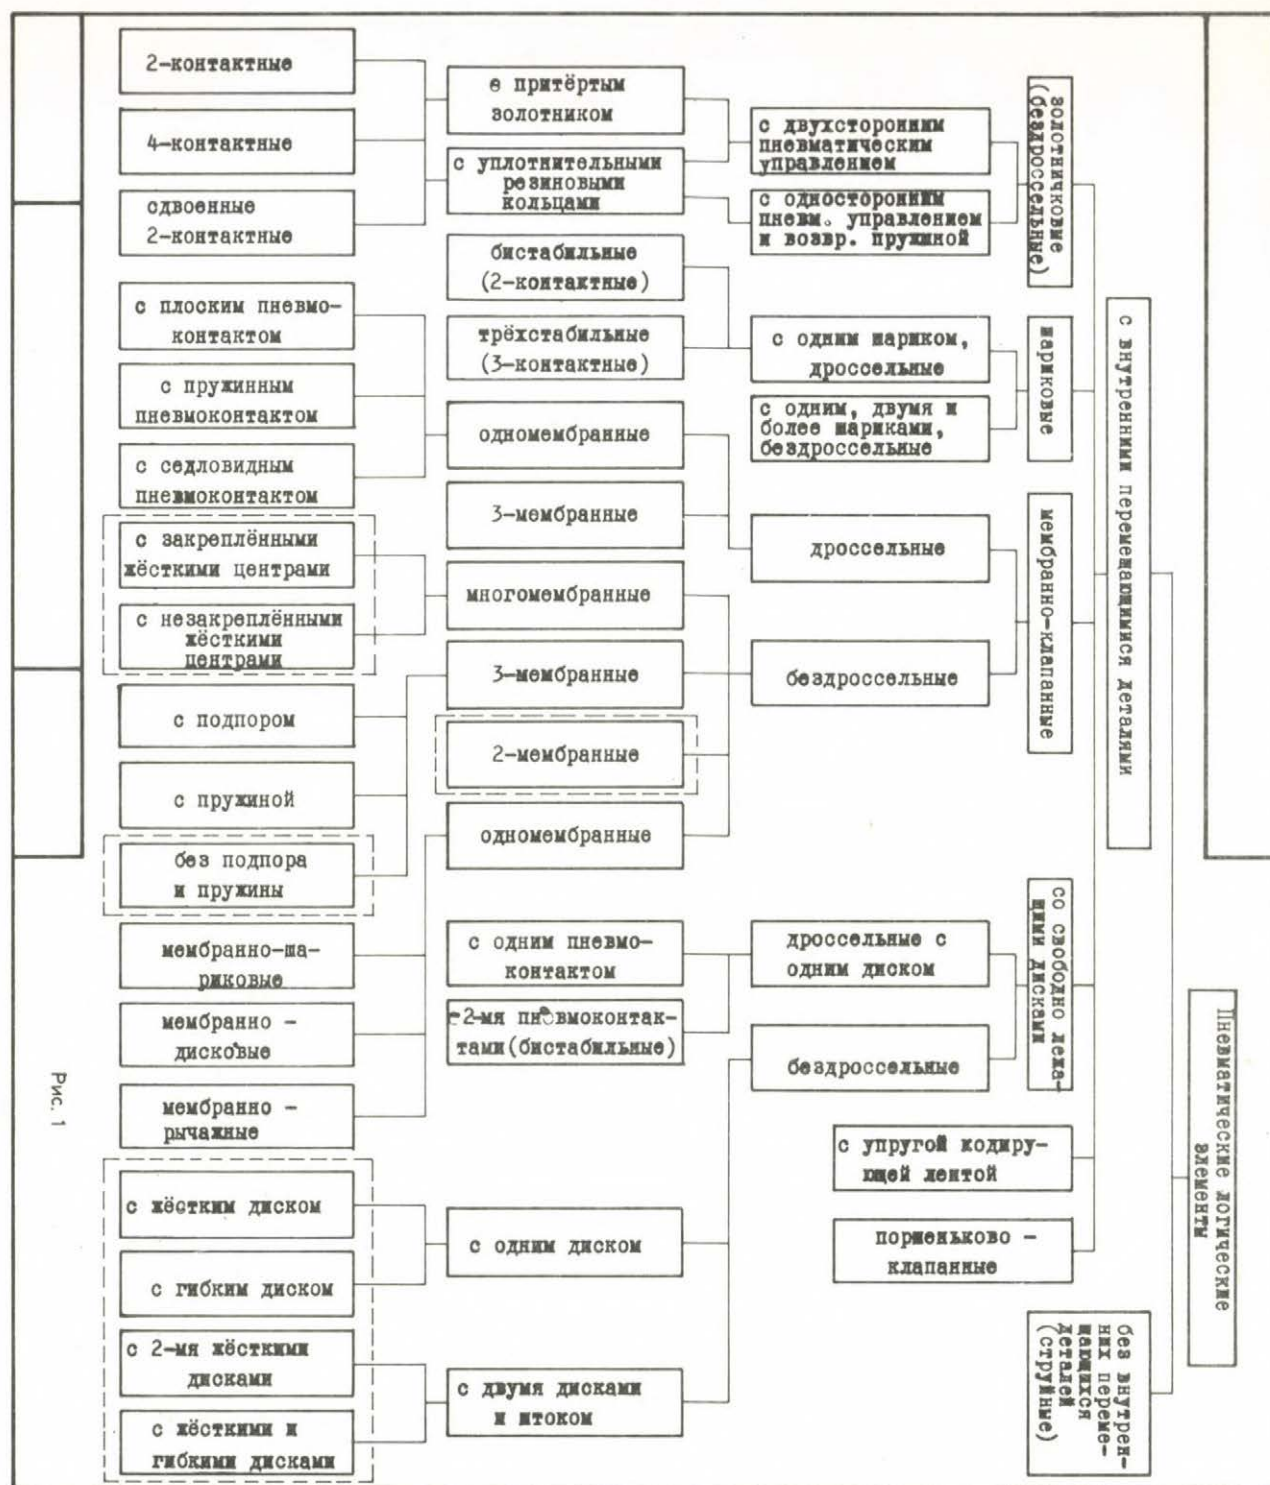 2-контактные
4-контактные
сдвоенные
2-контактные
с плоским пневмо-
контактом
с пружинным
пневмоконтактом
с седловидным
пневмоконтактом
с закреплёнными
жёсткими центрами
с незакреплёнными
жёсткими
центрами
с подпором
с пружиной
без подпора
и пружины
мембранно-ша-
риковые
мембранно -
дисковые
мембранно -
рычажные
с жёстким диском
с гибким диском
с 2-мя жёсткими
дисками
с жёсткими и
гибкими дисками
с притёртым
золотником
с уплотнительными
резиновыми
кольцами
бистабильные
(2-контактные)
трёхстабильные
(3-контактные)
одномембранные
3-мембранные
многомембранные
3-мембранные
2-мембранные
одномембранные
с одним пневмо-
контактом
с 2-мя пневмоконтак-
тами(бистабильные)
с одним диском
с двумя дисками
и штоком
с двухсторонним
пневматическим
управлением
с односторонним
пневм. управлением
и возвр. пружиной
с одним шариком,
дроссельные
с одним, двумя и
более шариками,
бездроссельные
дроссельные
бездроссельные
дроссельные с
одним диском
бездроссельные
с упругой кодиру-
ющей лентой
поршеньково -
клапанные
золотничковые
(бездроссельные)
шариковые
мембранно-клапанные
со свободно лежа-
щими дисками
с внутренними перемещающимися деталями
без внутрен-
них переме-
щающихся
деталей
(струйные)
Пневматические логические
элементы
Рис. 1